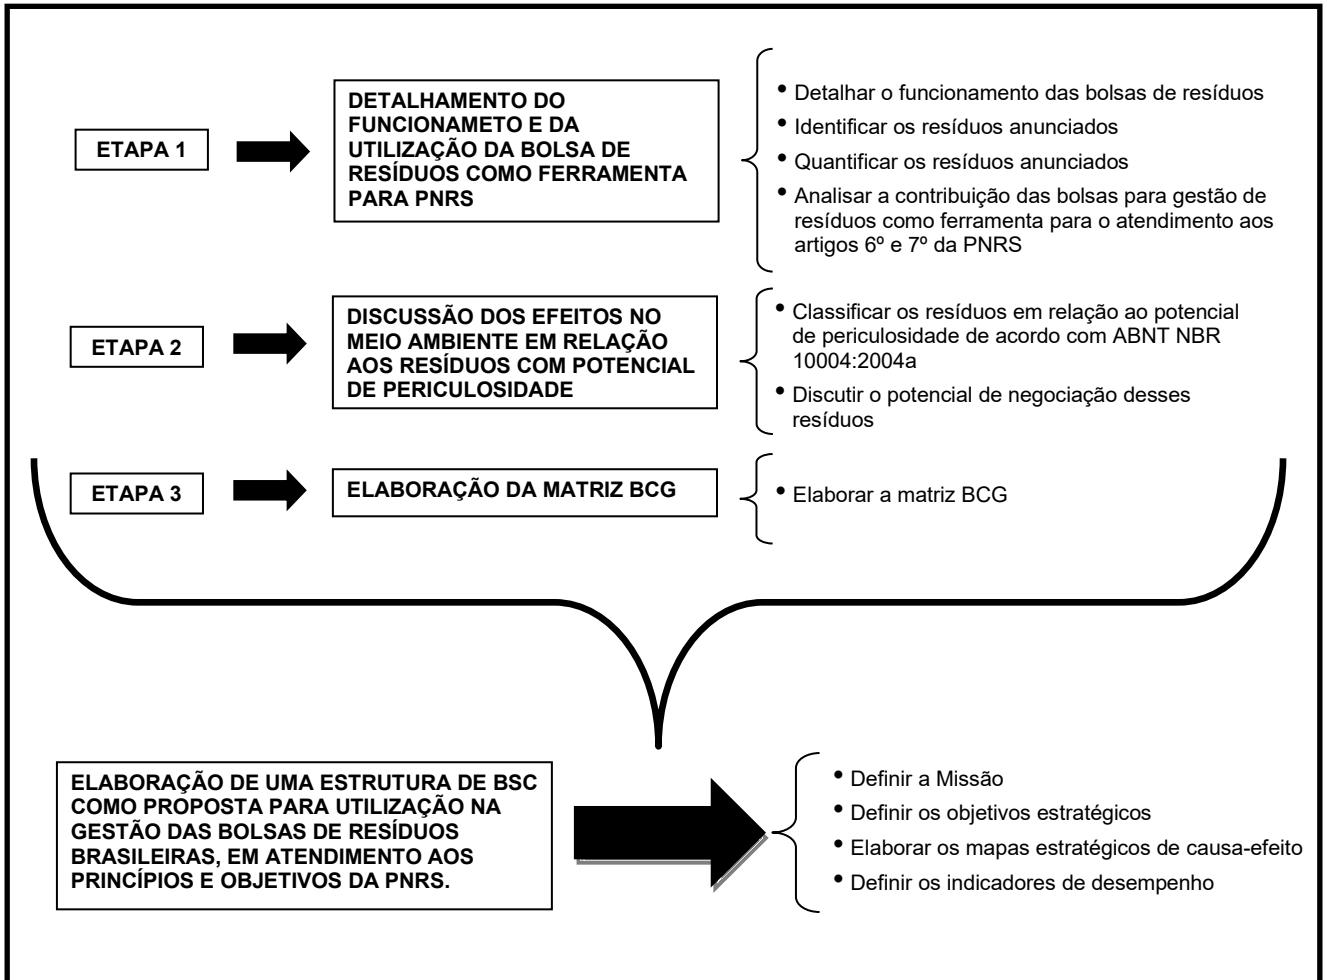 ETAPA 1
DETALHAMENTO DO
FUNCIONAMETO E DA
UTILIZAÇÃO DA BOLSA DE
RESÍDUOS COMO FERRAMENTA
PARA PNRS
• Detalhar o funcionamento das bolsas de resíduos
• Identificar os resíduos anunciados
• Quantificar os resíduos anunciados
• Analisar a contribuição das bolsas para gestão de
resíduos como ferramenta para o atendimento aos
artigos 6º e 7º da PNRS
ETAPA 2
DISCUSSÃO DOS EFEITOS NO
MEIO AMBIENTE EM RELAÇÃO
AOS RESÍDUOS COM POTENCIAL
DE PERICULOSIDADE
• Classificar os resíduos em relação ao potencial
de periculosidade de acordo com ABNT NBR
10004:2004a
• Discutir o potencial de negociação desses
resíduos
ETAPA 3
ELABORAÇÃO DA MATRIZ BCG
• Elaborar a matriz BCG
ELABORAÇÃO DE UMA ESTRUTURA DE BSC
COMO PROPOSTA PARA UTILIZAÇÃO NA
GESTÃO DAS BOLSAS DE RESÍDUOS
BRASILEIRAS, EM ATENDIMENTO AOS
PRINCÍPIOS E OBJETIVOS DA PNRS.
• Definir a Missão
• Definir os objetivos estratégicos
• Elaborar os mapas estratégicos de causa-efeito
• Definir os indicadores de desempenho